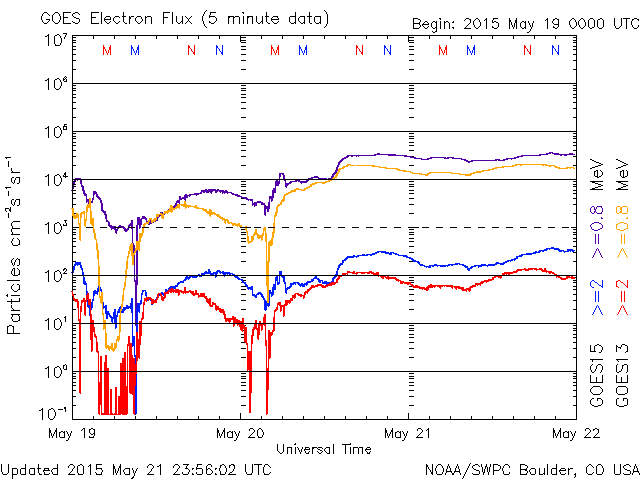 GOES Electron Flux (5 minute data)
Begin: 2015 May 19 0000 UTC
10⁷
M M N N M M N N M M N N
10⁶
10⁵
10⁴
10³
10²
10¹
10⁰
10⁻¹
Particles cm⁻²s⁻¹sr⁻¹
May 19 May 20 May 21 May 22
Universal Time
GOES15 >=2 >=0.8 MeV
GOES13 >=2 >=0.8 MeV
Updated 2015 May 21 23:56:02 UTC
NOAA/SWPC Boulder, CO USA